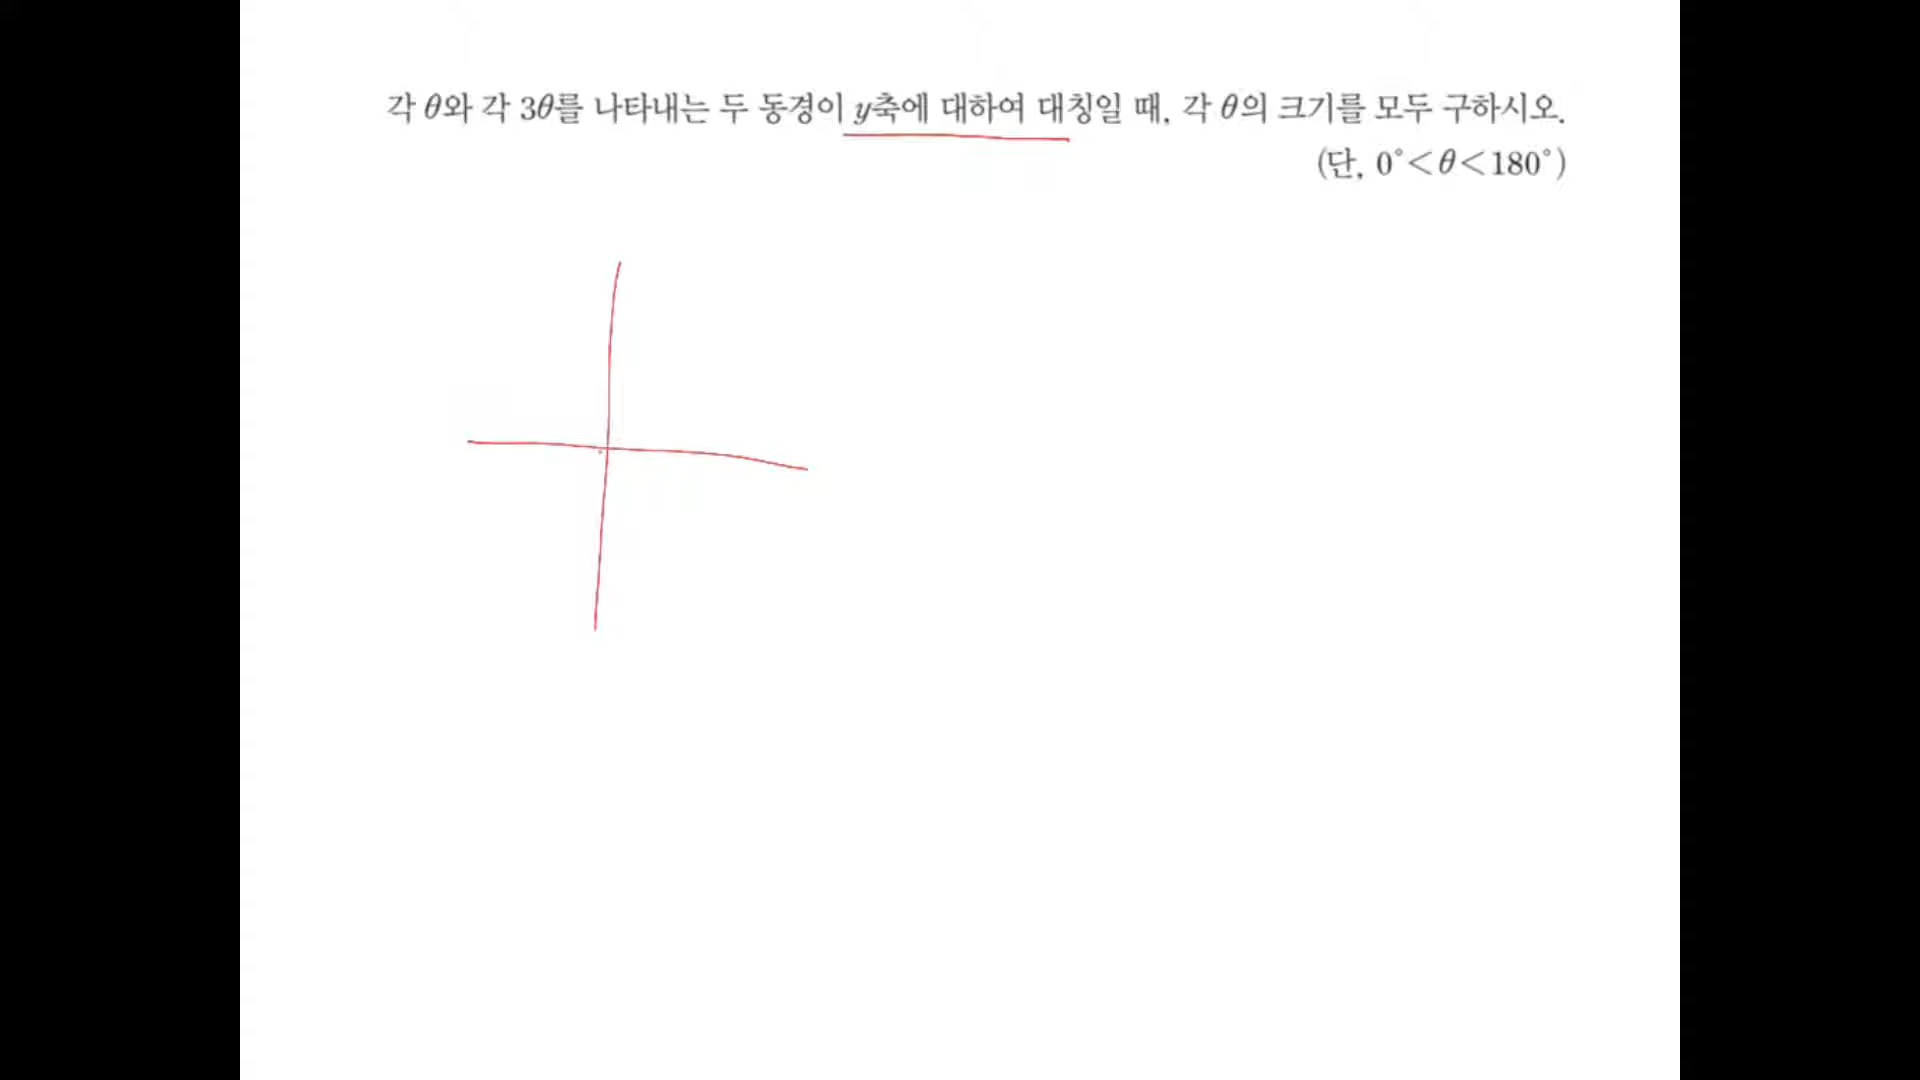 각 θ와 각 3θ를 나타내는 두 동경이 y축에 대하여 대칭일 때, 각 θ의 크기를 모두 구하시오.
(단, 0°<θ<180°)